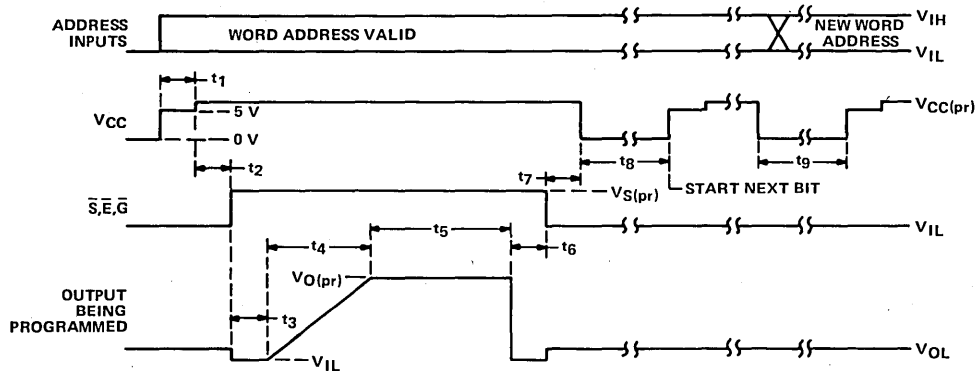 ADDRESS
INPUTS
WORD ADDRESS VALID
NEW WORD
ADDRESS
VIH
VIL
t1
VCC
5 V
0 V
VCC(pr)
t2
t7
t8
t9
START NEXT BIT
VS(pr)
S̅,E̅,G̅
VIL
t4
t5
t6
VO(pr)
OUTPUT
BEING
PROGRAMMED
t3
VIL
VOL